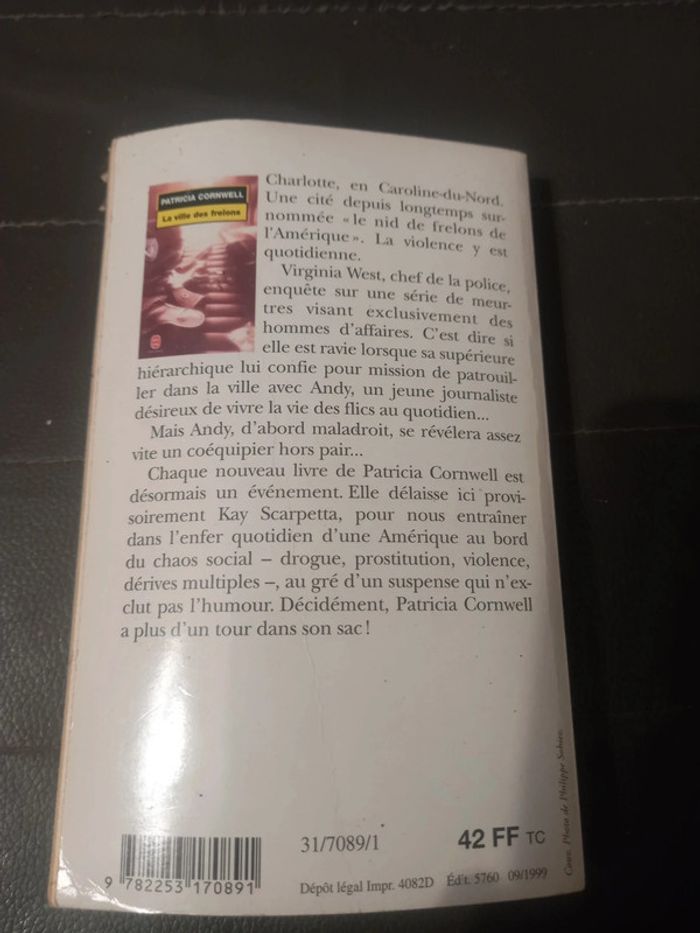 PATRICIA CORNWELL
La ville des frelons
Charlotte, en Caroline-du-Nord.
Une cité depuis longtemps sur-
nommée « le nid de frelons de
l'Amérique ». La violence y est
quotidienne.
Virginia West, chef de la police,
enquête sur une série de meur-
tres visant exclusivement des
hommes d'affaires. C'est dire si
elle est ravie lorsque sa supérieure
hiérarchique lui confie pour mission de patrouil-
ler dans la ville avec Andy, un jeune journaliste
désireux de vivre la vie des flics au quotidien...
Mais Andy, d'abord maladroit, se révélera assez
vite un coéquipier hors pair...
Chaque nouveau livre de Patricia Cornwell est
désormais un événement. Elle délaisse ici provi-
soirement Kay Scarpetta, pour nous entraîner
dans l'enfer quotidien d'une Amérique au bord
du chaos social – drogue, prostitution, violence,
dérives multiples –, au gré d'un suspense qui n'ex-
clut pas l'humour. Décidément, Patricia Cornwell
a plus d'un tour dans son sac !
Couv. Photo de Philippe
31/7089/1
42 FF TC
9 782253 170891
Dépôt légal Impr. 4082D Édit. 5760 09/1999